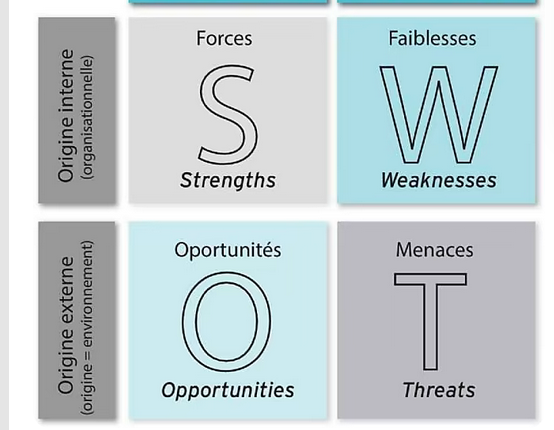 Origine interne
(organisationnelle)
Forces
S
Strengths
Faiblesses
W
Weaknesses
Origine externe
(origine = environnement)
Oportunités
O
Opportunities
Menaces
T
Threats